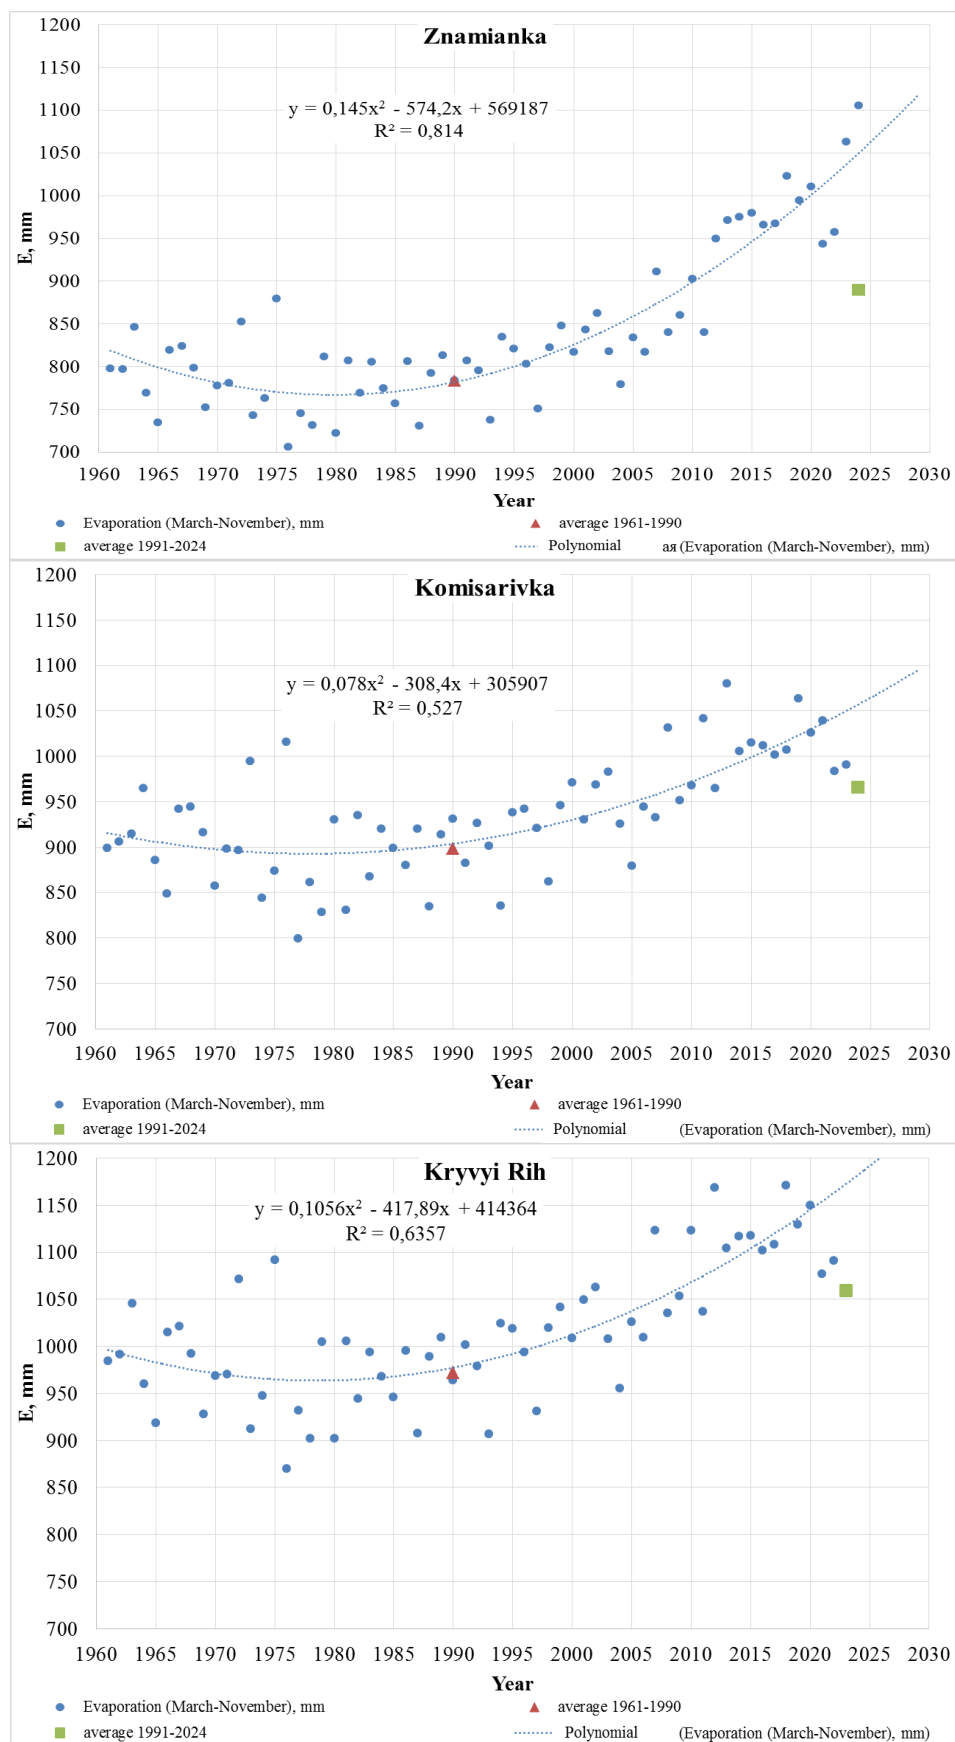 Znamianka
y = 0,145x² - 574,2x + 569187
R² = 0,814
1200
1150
1100
1050
1000
950
900
850
800
750
700
E, mm
1960 1965 1970 1975 1980 1985 1990 1995 2000 2005 2010 2015 2020 2025 2030
Year
Evaporation (March-November), mm
average 1961-1990
average 1991-2024
Polynomial ая (Evaporation (March-November), mm)
Komisarivka
y = 0,078x² - 308,4x + 305907
R² = 0,527
1200
1150
1100
1050
1000
950
900
850
800
750
700
E, mm
1960 1965 1970 1975 1980 1985 1990 1995 2000 2005 2010 2015 2020 2025 2030
Year
Evaporation (March-November), mm
average 1961-1990
average 1991-2024
Polynomial (Evaporation (March-November), mm)
Kryvyi Rih
y = 0,1056x² - 417,89x + 414364
R² = 0,6357
1200
1150
1100
1050
1000
950
900
850
800
750
700
E, mm
1960 1965 1970 1975 1980 1985 1990 1995 2000 2005 2010 2015 2020 2025 2030
Year
Evaporation (March-November), mm
average 1961-1990
average 1991-2024
Polynomial (Evaporation (March-November), mm)